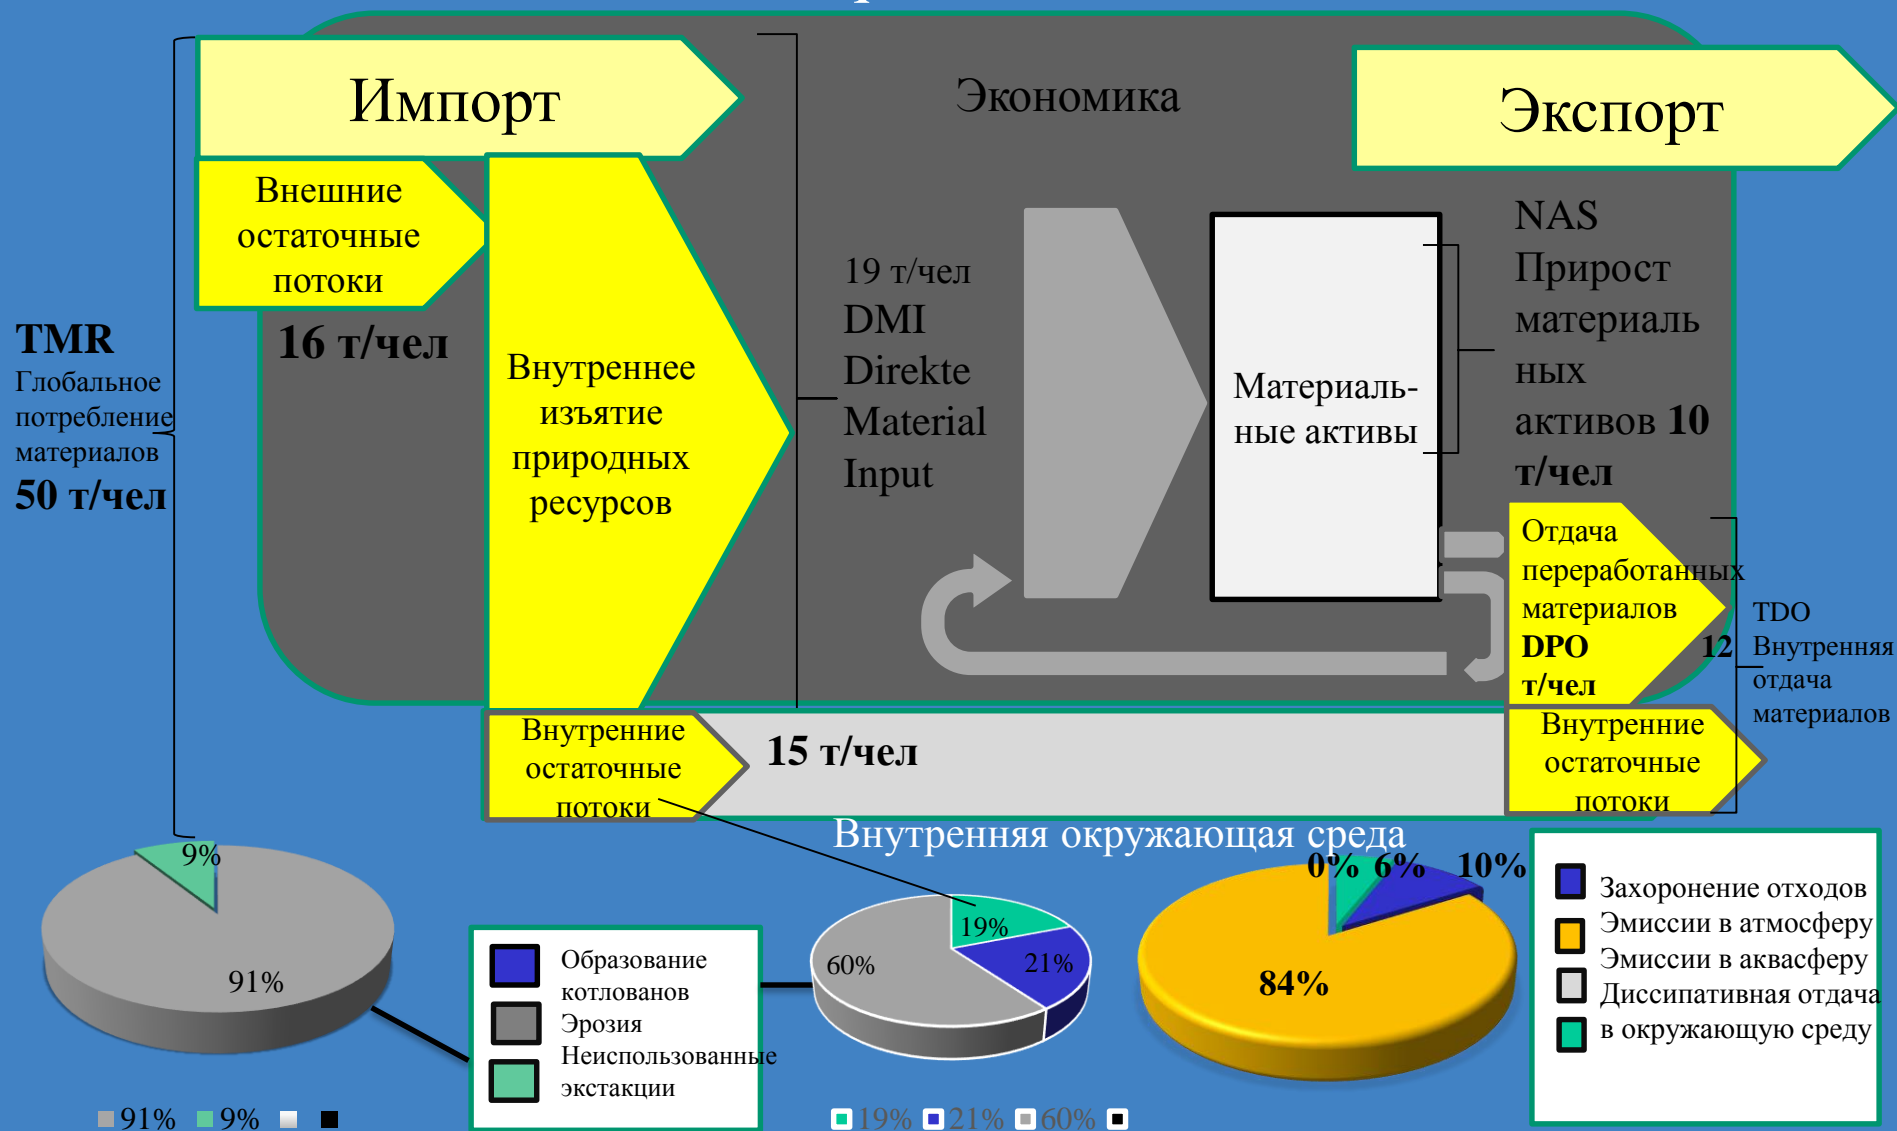 Импорт
Экономика
Экспорт
Внешние
остаточные
потоки
16 т/чел
TMR
Глобальное
потребление
материалов
50 т/чел
Внутреннее
изъятие
природных
ресурсов
19 т/чел
DMI
Direkte
Material
Input
Материаль-
ные активы
NAS
Прирост
материаль
ных
активов 10
т/чел
Отдача
переработанных
материалов
DPO 12
т/чел
TDO
Внутренняя
отдача
материалов
Внутренние
остаточные
потоки
15 т/чел
Внутренние
остаточные
потоки
Внутренняя окружающая среда
9%
91%
91% 9%
Образование
котлованов
Эрозия
Неиспользованные
экстакции
19%
21%
60%
19% 21% 60%
0% 6% 10%
84%
Захоронение отходов
Эмиссии в атмосферу
Эмиссии в аквасферу
Диссипативная отдача
в окружающую среду